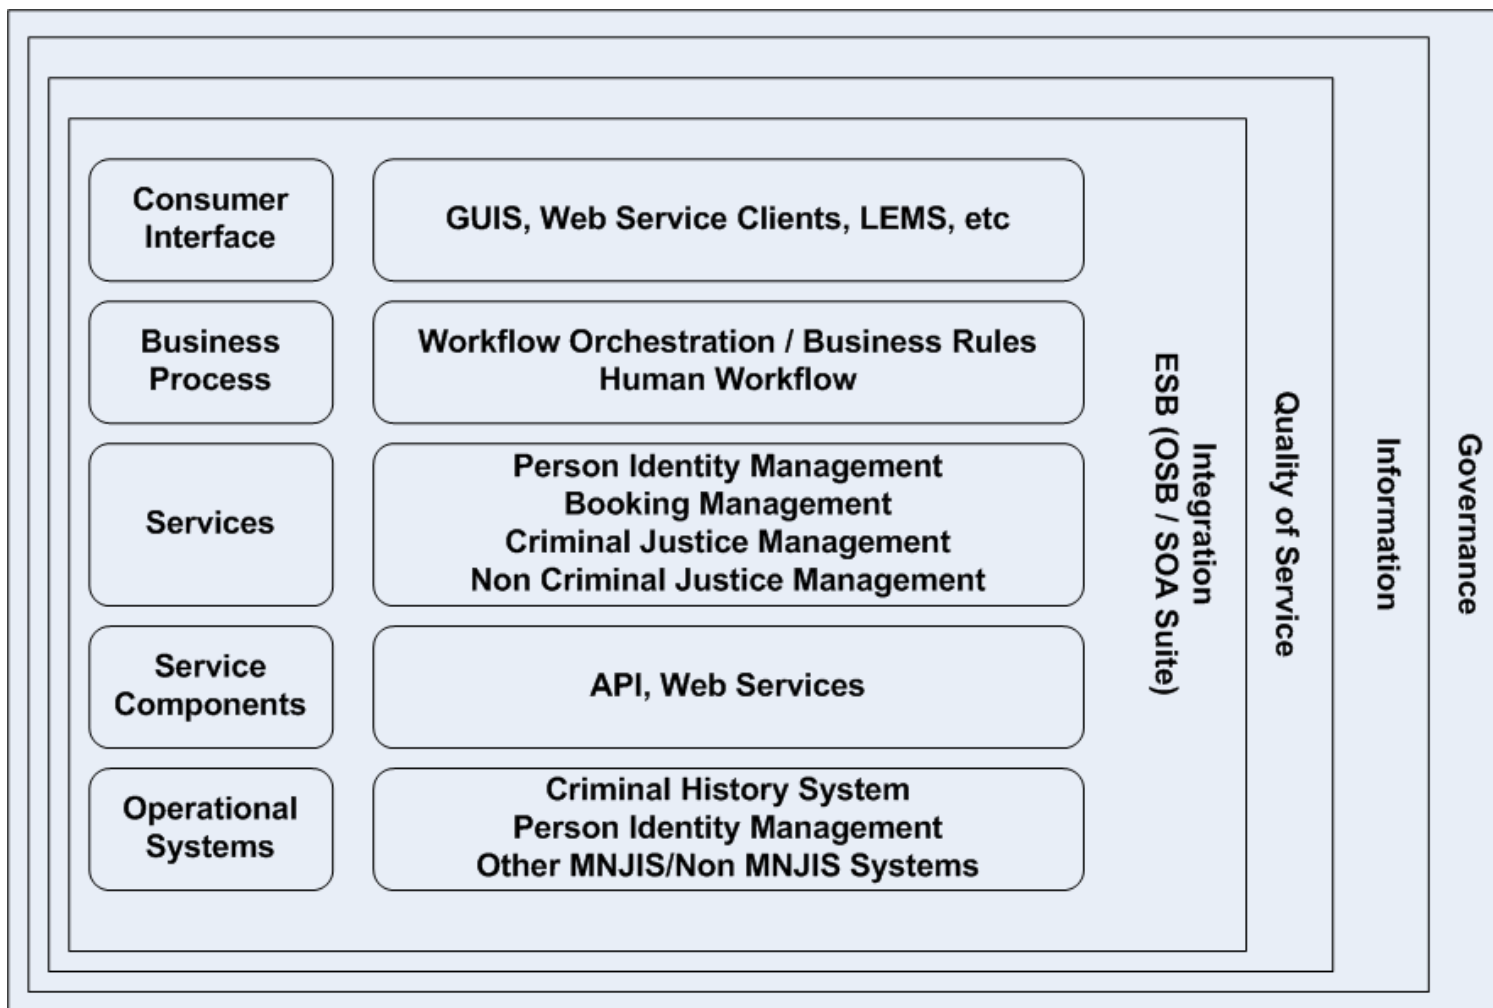 Consumer
Interface
GUIS, Web Service Clients, LEMS, etc
Business
Process
Workflow Orchestration / Business Rules
Human Workflow
Services
Person Identity Management
Booking Management
Criminal Justice Management
Non Criminal Justice Management
Service
Components
API, Web Services
Operational
Systems
Criminal History System
Person Identity Management
Other MNJIS/Non MNJIS Systems
Integration
ESB (OSB / SOA Suite)
Quality of Service
Information
Governance